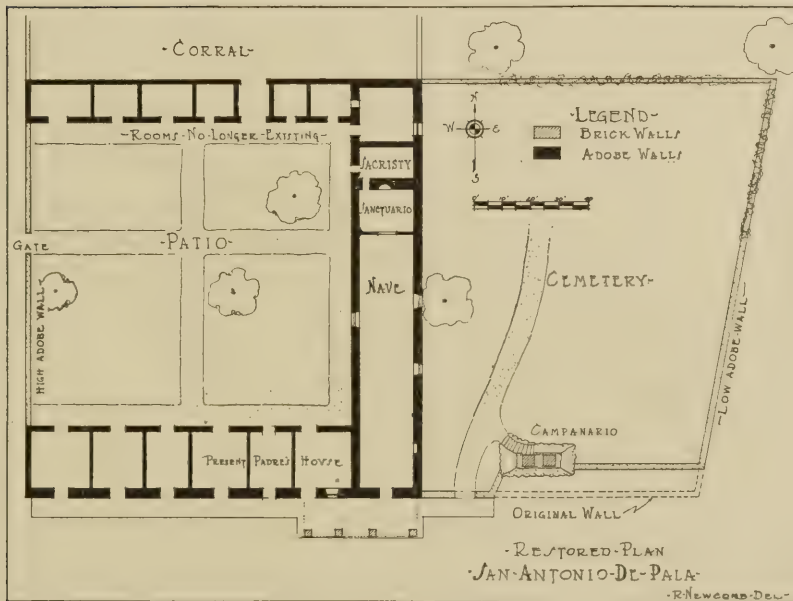 -CORRAL-
-ROOMS-NO-LONGER-EXISTING-
SACRISTY
SANCTUARIO
-PATIO-
GATE
NAVE
HIGH ADOBE WALL-
PRESENT PADRE'S HOUSE
N
W E
S
-LEGEND-
BRICK WALLS
ADOBE WALLS
CEMETERY-
-LOW ADOBE-WALL-
CAMPANARIO
ORIGINAL WALL
-RESTORED-PLAN
-SAN-ANTONIO-DE-PALA-
-R-NEWCOMB-DEL-